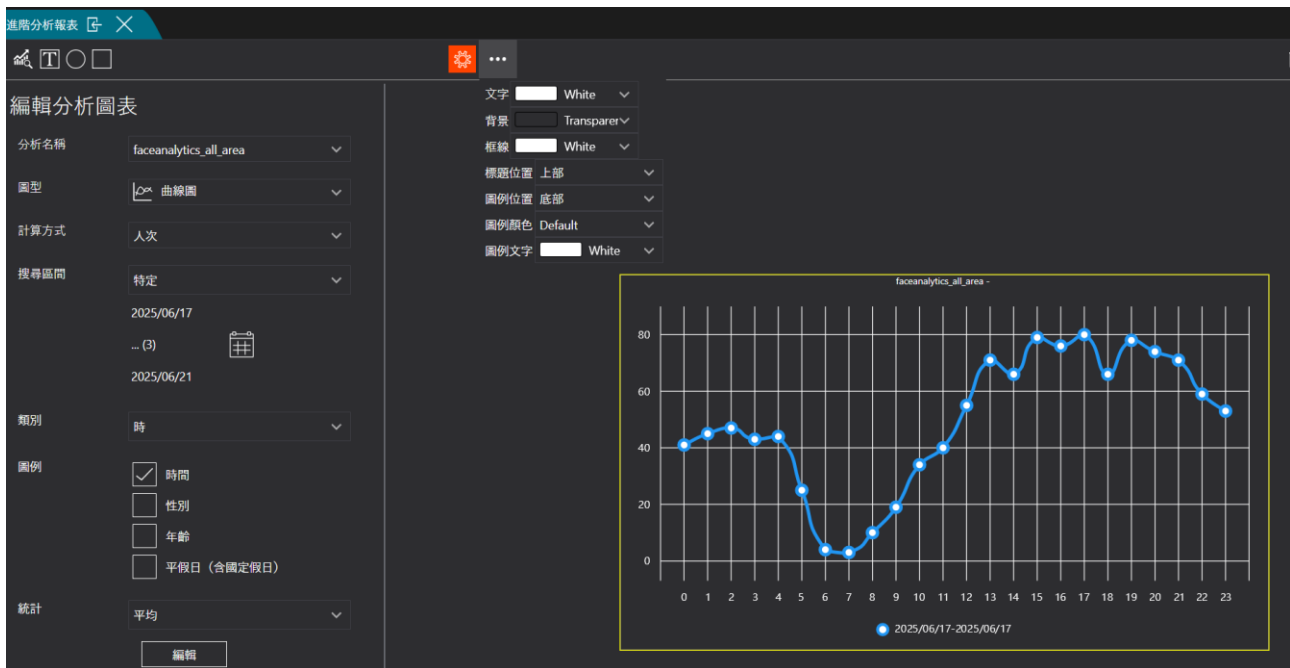 進階分析報表
T
編輯分析圖表
分析名稱 faceanalytics_all_area
圖型 曲線圖
計算方式 人次
搜尋區間 特定
2025/06/17
... (3)
2025/06/21
類別 時
圖例 時間
性別
年齡
平假日（含國定假日）
統計 平均
編輯
文字 White
背景 Transparer
框線 White
標題位置 上部
圖例位置 底部
圖例顏色 Default
圖例文字 White
faceanalytics_all_area -
80
60
40
20
0
0 1 2 3 4 5 6 7 8 9 10 11 12 13 14 15 16 17 18 19 20 21 22 23
2025/06/17-2025/06/17